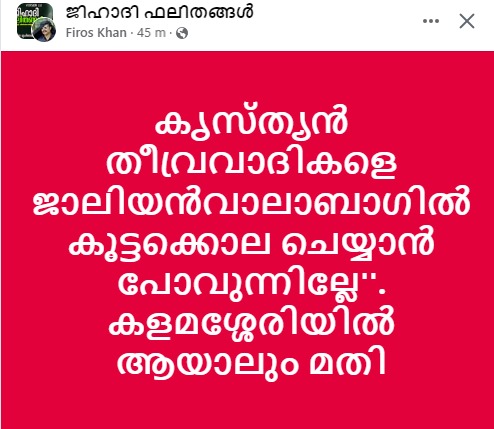 ജിഹാദി ഫലിതങ്ങൾ
Firos Khan · 45 m ·
കൃസ്ത്യൻ
തീവ്രവാദികളെ
ജാലിയൻവാലാബാഗിൽ
കൂട്ടക്കൊല ചെയ്യാൻ
പോവുന്നില്ലേ".
കളമശ്ശേരിയിൽ
ആയാലും മതി